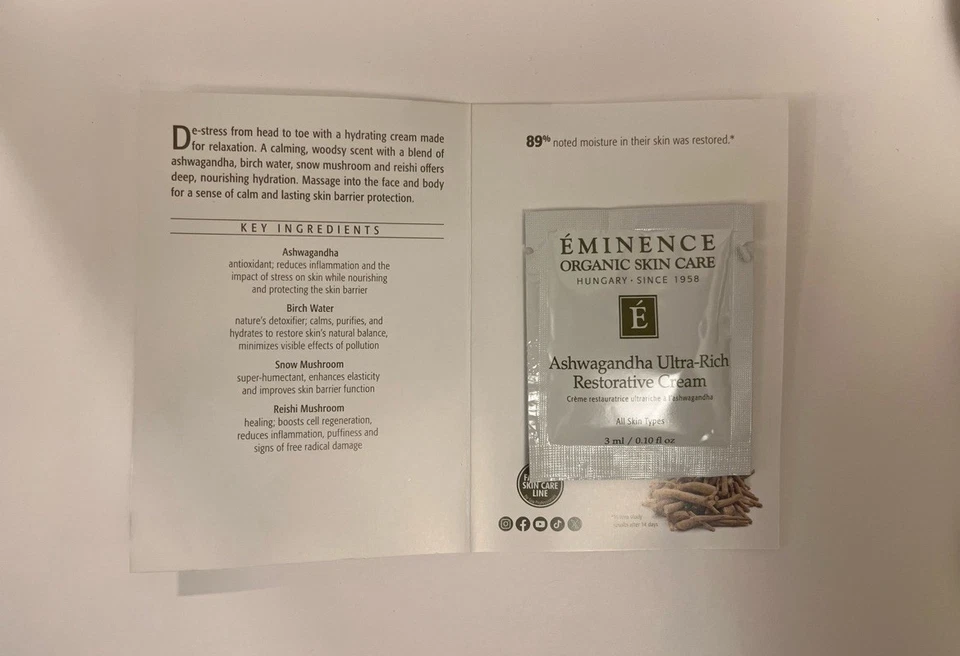 De-stress from head to toe with a hydrating cream made
for relaxation. A calming, woodsy scent with a blend of
ashwagandha, birch water, snow mushroom and reishi offers
deep, nourishing hydration. Massage into the face and body
for a sense of calm and lasting skin barrier protection.
KEY INGREDIENTS
Ashwagandha
antioxidant; reduces inflammation and the
impact of stress on skin while nourishing
and protecting the skin barrier
Birch Water
nature's detoxifier; calms, purifies, and
hydrates to restore skin's natural balance,
minimizes visible effects of pollution
Snow Mushroom
super-humectant, enhances elasticity
and improves skin barrier function
Reishi Mushroom
healing; boosts cell regeneration,
reduces inflammation, puffiness and
signs of free radical damage
89% noted moisture in their skin was restored.*
ÉMINENCE
ORGANIC SKIN CARE
HUNGARY · SINCE 1958
É
Ashwagandha Ultra-Rich
Restorative Cream
Crème restauratrice ultrariche à l'ashwagandha
All Skin Types
3 ml / 0.10 fl oz
SKIN CARE
LINE